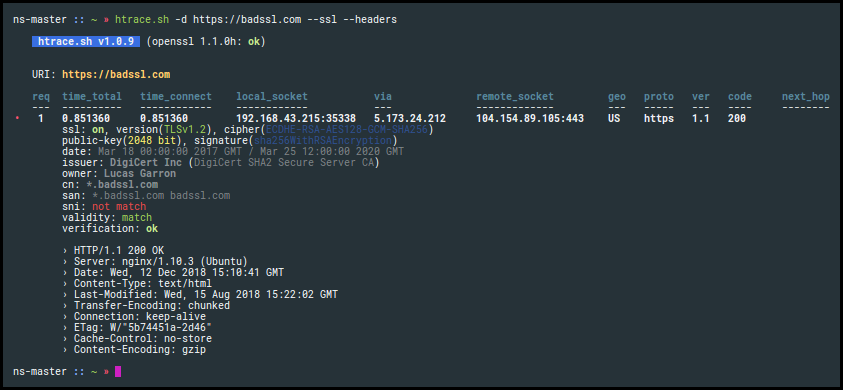 ns-master :: ~ » htrace.sh -d https://badssl.com --ssl --headers
htrace.sh v1.0.9 (openssl 1.1.0h: ok)
URI: https://badssl.com
req time_total time_connect local_socket via remote_socket geo proto ver code next_hop
--- ---------- ------------ ------------ --- ------------- --- ----- --- ---- --------
• 1 0.851360 0.851360 192.168.43.215:35338 5.173.24.212 104.154.89.105:443 US https 1.1 200
ssl: on, version(TLSv1.2), cipher(ECDHE-RSA-AES128-GCM-SHA256)
public-key(2048 bit), signature(sha256WithRSAEncryption)
date: Mar 18 00:00:00 2017 GMT / Mar 25 12:00:00 2020 GMT
issuer: DigiCert Inc (DigiCert SHA2 Secure Server CA)
owner: Lucas Garron
cn: *.badssl.com
san: *.badssl.com badssl.com
sni: not match
validity: match
verification: ok
› HTTP/1.1 200 OK
› Server: nginx/1.10.3 (Ubuntu)
› Date: Wed, 12 Dec 2018 15:10:41 GMT
› Content-Type: text/html
› Last-Modified: Wed, 15 Aug 2018 15:22:02 GMT
› Transfer-Encoding: chunked
› Connection: keep-alive
› ETag: W/"5b74451a-2d46"
› Cache-Control: no-store
› Content-Encoding: gzip
ns-master :: ~ »